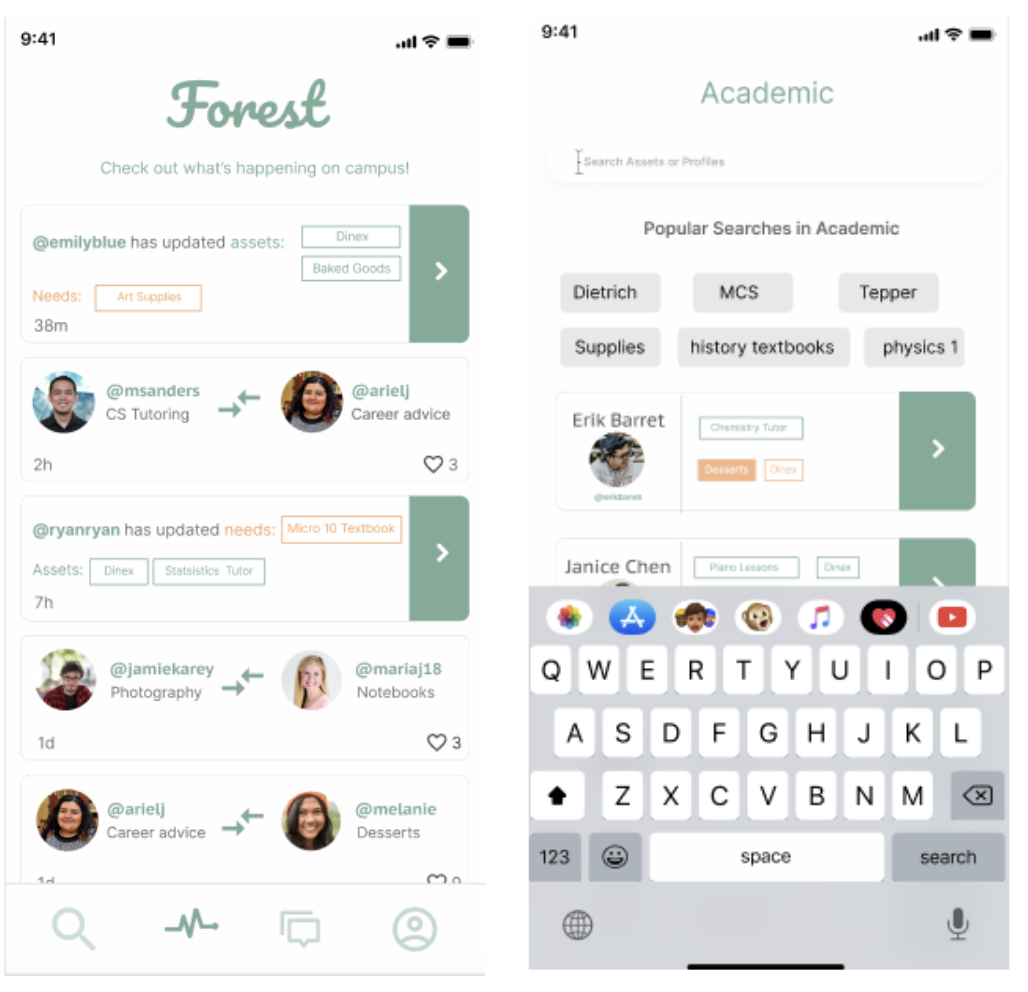 9:41
Forest
Check out what's happening on campus!
@emilyblue has updated assets:
Dinex
Baked Goods
Needs:
Art Supplies
38m
@msanders
CS Tutoring
@arielj
Career advice
2h
3
@ryanryan has updated needs:
Micro 10 Textbook
Assets:
Dinex
Statsistics Tutor
7h
@jamiekarey
Photography
@mariaj18
Notebooks
1d
3
@arielj
Career advice
@melanie
Desserts
1d
9:41
Academic
Search Assets or Profiles
Popular Searches in Academic
Dietrich
MCS
Tepper
Supplies
history textbooks
physics 1
Erik Barret
@erikbarret
Chemistry Tutor
Desserts
Dinex
Janice Chen
Piano Lessons
Dinex
Q W E R T Y U I O P
A S D F G H J K L
Z X C V B N M
123
space
search